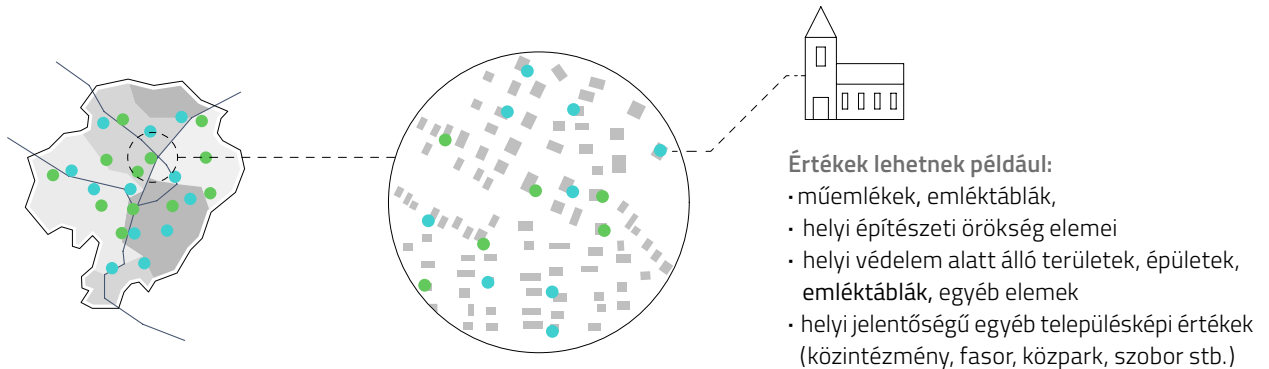 Értékek lehetnek például:
· műemlékek, emléktáblák,
· helyi építészeti örökség elemei
· helyi védelem alatt álló területek, épületek,
emléktáblák, egyéb elemek
· helyi jelentőségű egyéb településképi értékek
(közintézmény, fasor, közpark, szobor stb.)